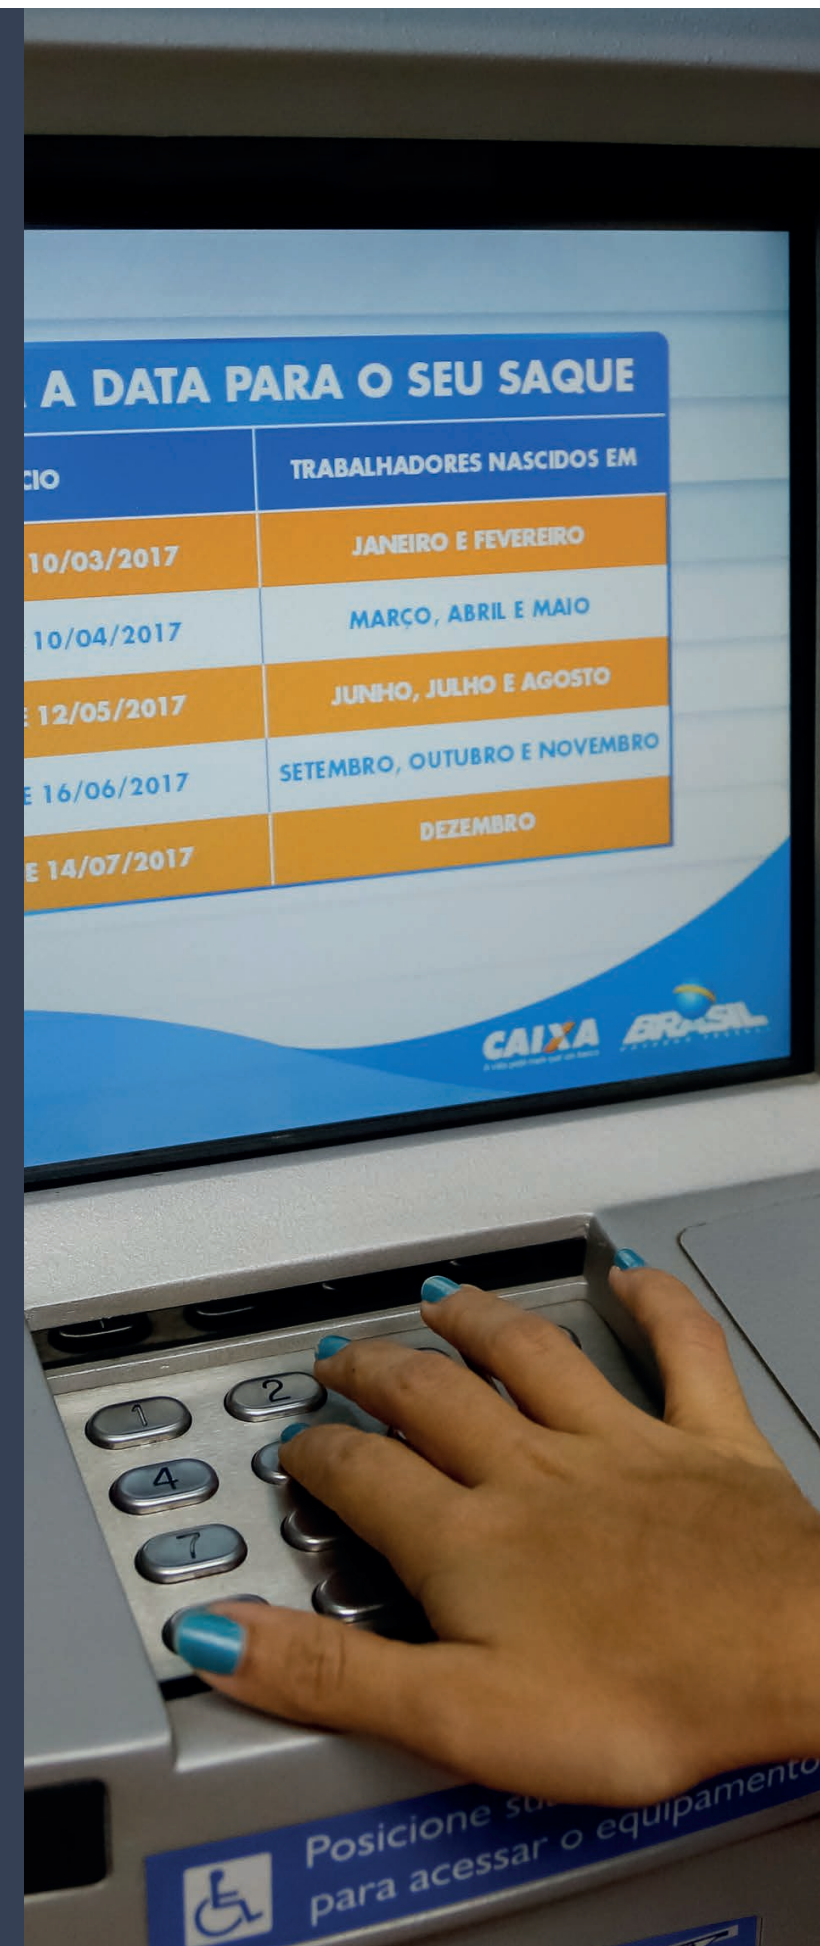 A DATA PARA O SEU SAQUE
CIO
TRABALHADORES NASCIDOS EM
10/03/2017
JANEIRO E FEVEREIRO
10/04/2017
MARÇO, ABRIL E MAIO
12/05/2017
JUNHO, JULHO E AGOSTO
E 16/06/2017
SETEMBRO, OUTUBRO E NOVEMBRO
E 14/07/2017
DEZEMBRO
CAIXA
BRASIL
1
2
4
7
Posicione
para acessar o equipamento